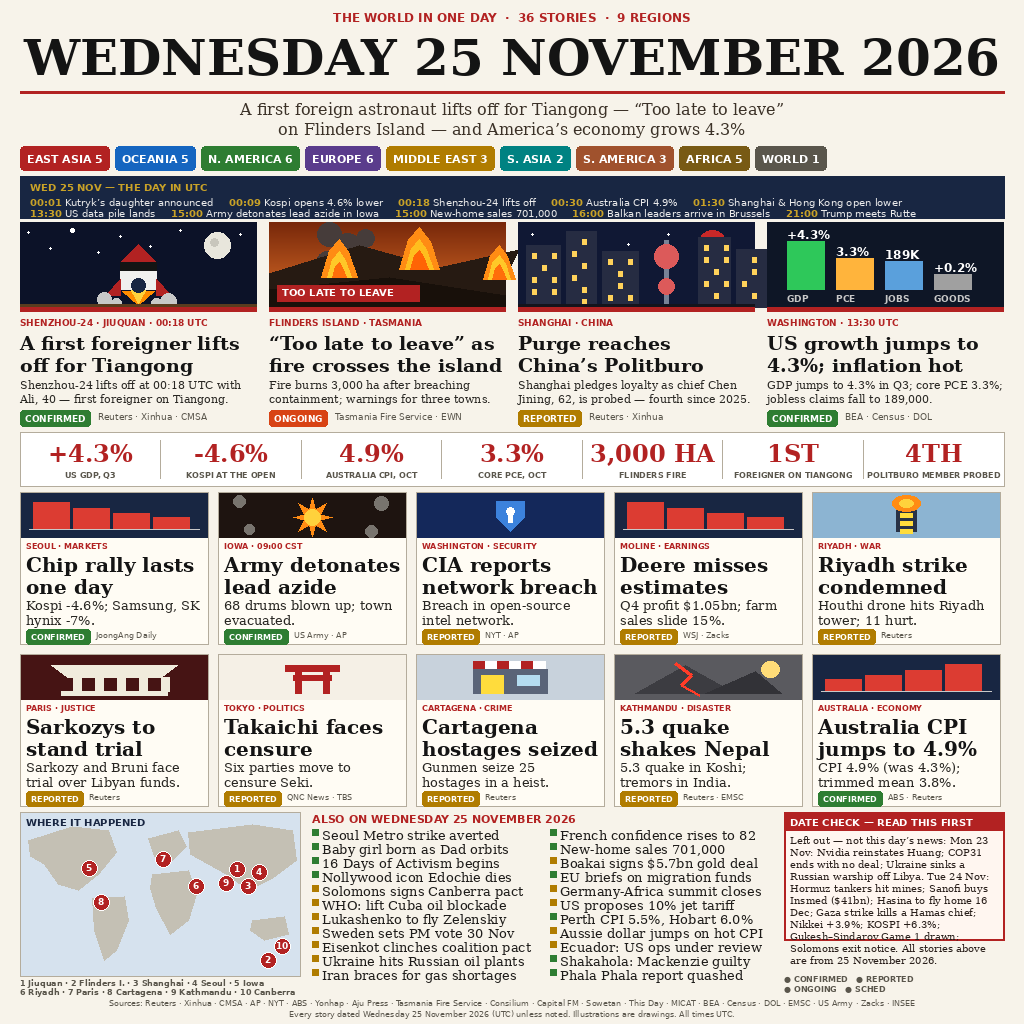 THE WORLD IN ONE DAY · 36 STORIES · 9 REGIONS
WEDNESDAY 25 NOVEMBER 2026
A first foreign astronaut lifts off for Tiangong — “Too late to leave”
on Flinders Island — and America’s economy grows 4.3%
EAST ASIA 5 OCEANIA 5 N. AMERICA 6 EUROPE 6 MIDDLE EAST 3 S. ASIA 2 S. AMERICA 3 AFRICA 5 WORLD 1
WED 25 NOV — THE DAY IN UTC
00:01 Kutryk’s daughter announced 00:09 Kospi opens 4.6% lower 00:18 Shenzhou-24 lifts off 00:30 Australia CPI 4.9% 01:30 Shanghai & Hong Kong open lower
13:30 US data pile lands 15:00 Army detonates lead azide in Iowa 15:00 New-home sales 701,000 16:00 Balkan leaders arrive in Brussels 21:00 Trump meets Rutte
TOO LATE TO LEAVE
+4.3% 3.3% 189K +0.2%
GDP PCE JOBS GOODS
SHENZHOU-24 · JIUQUAN · 00:18 UTC
A first foreigner lifts
off for Tiangong
Shenzhou-24 lifts off at 00:18 UTC with
Ali, 40 — first foreigner on Tiangong.
CONFIRMED Reuters · Xinhua · CMSA
FLINDERS ISLAND · TASMANIA
“Too late to leave” as
fire crosses the island
Fire burns 3,000 ha after breaching
containment; warnings for three towns.
ONGOING Tasmania Fire Service · EWN
SHANGHAI · CHINA
Purge reaches
China’s Politburo
Shanghai pledges loyalty as chief Chen
Jining, 62, is probed — fourth since 2025.
REPORTED Reuters · Xinhua
WASHINGTON · 13:30 UTC
US growth jumps to
4.3%; inflation hot
GDP jumps to 4.3% in Q3; core PCE 3.3%;
jobless claims fall to 189,000.
CONFIRMED BEA · Census · DOL
+4.3%
US GDP, Q3
-4.6%
KOSPI AT THE OPEN
4.9%
AUSTRALIA CPI, OCT
3.3%
CORE PCE, OCT
3,000 HA
FLINDERS FIRE
1ST
FOREIGNER ON TIANGONG
4TH
POLITBURO MEMBER PROBED
SEOUL · MARKETS
Chip rally lasts
one day
Kospi -4.6%; Samsung, SK
hynix -7%.
CONFIRMED JoongAng Daily
IOWA · 09:00 CST
Army detonates
lead azide
68 drums blown up; town
evacuated.
CONFIRMED US Army · AP
WASHINGTON · SECURITY
CIA reports
network breach
Breach in open-source
intel network.
REPORTED NYT · AP
MOLINE · EARNINGS
Deere misses
estimates
Q4 profit $1.05bn; farm
sales slide 15%.
REPORTED WSJ · Zacks
RIYADH · WAR
Riyadh strike
condemned
Houthi drone hits Riyadh
tower; 11 hurt.
REPORTED Reuters
PARIS · JUSTICE
Sarkozys to
stand trial
Sarkozy and Bruni face
trial over Libyan funds.
REPORTED Reuters
TOKYO · POLITICS
Takaichi faces
censure
Six parties move to
censure Seki.
REPORTED QNC News · TBS
CARTAGENA · CRIME
Cartagena
hostages seized
Gunmen seize 25
hostages in a heist.
REPORTED Reuters
KATHMANDU · DISASTER
5.3 quake
shakes Nepal
5.3 quake in Koshi;
tremors in India.
REPORTED Reuters · EMSC
AUSTRALIA · ECONOMY
Australia CPI
jumps to 4.9%
CPI 4.9% (was 4.3%);
trimmed mean 3.8%.
CONFIRMED ABS · Reuters
WHERE IT HAPPENED
5 7 1 4 6 9 3 8 10 2
1 Jiuquan · 2 Flinders I. · 3 Shanghai · 4 Seoul · 5 Iowa
6 Riyadh · 7 Paris · 8 Cartagena · 9 Kathmandu · 10 Canberra
ALSO ON WEDNESDAY 25 NOVEMBER 2026
Seoul Metro strike averted
Baby girl born as Dad orbits
16 Days of Activism begins
Nollywood icon Edochie dies
Solomons signs Canberra pact
WHO: lift Cuba oil blockade
Lukashenko to fly Zelenskiy
Sweden sets PM vote 30 Nov
Eisenkot clinches coalition pact
Ukraine hits Russian oil plants
Iran braces for gas shortages
French confidence rises to 82
New-home sales 701,000
Boakai signs $5.7bn gold deal
EU briefs on migration funds
Germany-Africa summit closes
US proposes 10% jet tariff
Perth CPI 5.5%, Hobart 6.0%
Aussie dollar jumps on hot CPI
Ecuador: US ops under review
Shakahola: Mackenzie guilty
Phala Phala report quashed
DATE CHECK — READ THIS FIRST
Left out — not this day’s news: Mon 23
Nov: Nvidia reinstates Huang; COP31
ends with no deal; Ukraine sinks a
Russian warship off Libya. Tue 24 Nov:
Hormuz tankers hit mines; Sanofi buys
Insmed ($41bn); Hasina to fly home 16
Dec; Gaza strike kills a Hamas chief;
Nikkei +3.9%; KOSPI +6.3%;
Gukesh–Sindarov Game 1 drawn;
Solomons exit notice. All stories above
are from 25 November 2026.
● CONFIRMED ● REPORTED
● ONGOING ● SCHED
Sources: Reuters · Xinhua · CMSA · AP · NYT · ABS · Yonhap · Aju Press · Tasmania Fire Service · Consilium · Capital FM · Sowetan · This Day · MICAT · BEA · Census · DOL · EMSC · US Army · Zacks · INSEE
Every story dated Wednesday 25 November 2026 (UTC) unless noted. Illustrations are drawings. All times UTC.